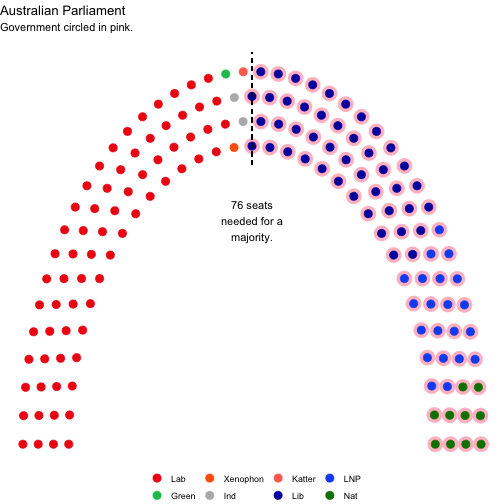 Australian Parliament
Government circled in pink.
76 seats
needed for a
majority.
Lab Xenophon Katter LNP
Green Ind Lib Nat